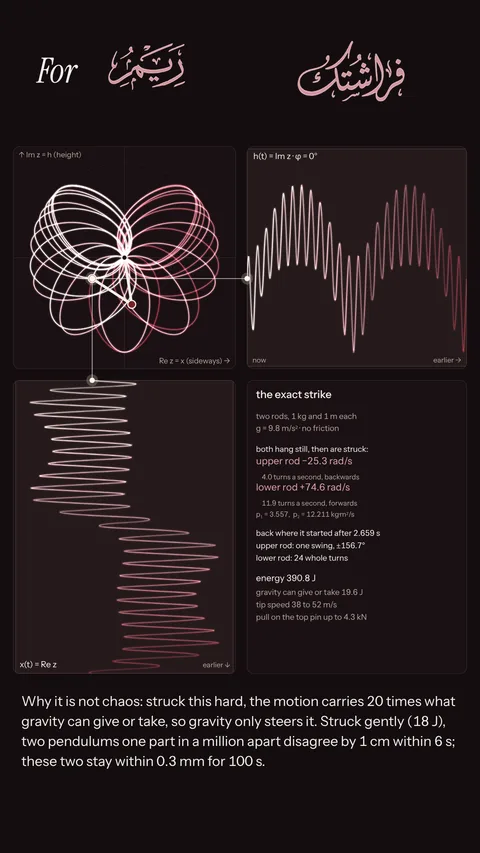 For رِيَمْ
فراشتك
↑ Im z = h (height)
h(t) = Im z · φ = 0°
Re z = x (sideways) →
now
earlier →
the exact strike
two rods, 1 kg and 1 m each
g = 9.8 m/s² · no friction
both hang still, then are struck:
upper rod −25.3 rad/s
4.0 turns a second, backwards
lower rod +74.6 rad/s
11.9 turns a second, forwards
p₁ = 3.557, p₂ = 12.211 kgm²/s
back where it started after 2.659 s
upper rod: one swing, ±156.7°
lower rod: 24 whole turns
energy 390.8 J
gravity can give or take 19.6 J
tip speed 38 to 52 m/s
pull on the top pin up to 4.3 kN
x(t) = Re z
earlier ↓
Why it is not chaos: struck this hard, the motion carries 20 times what
gravity can give or take, so gravity only steers it. Struck gently (18 J),
two pendulums one part in a million apart disagree by 1 cm within 6 s;
these two stay within 0.3 mm for 100 s.